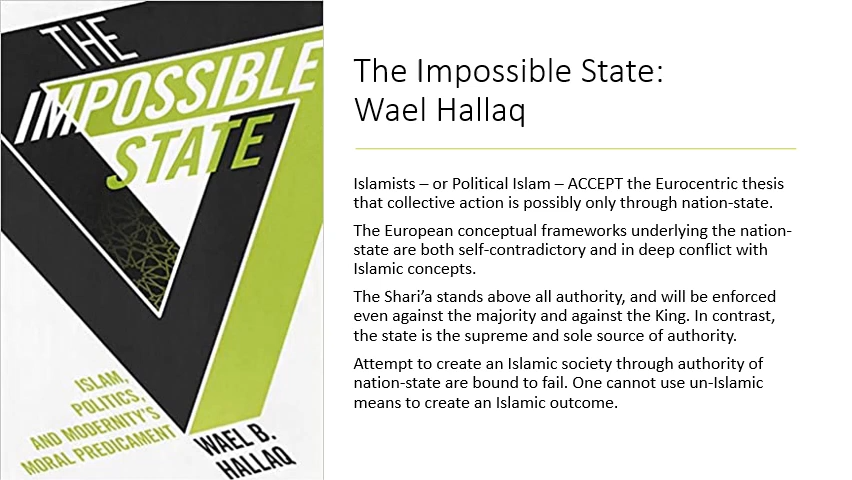 THE
IMPOSSIBLE
STATE
ISLAM,
POLITICS,
AND MODERNITY'S
MORAL PREDICAMENT
WAEL B.
HALLAQ
The Impossible State:
Wael Hallaq
Islamists – or Political Islam – ACCEPT the Eurocentric thesis
that collective action is possibly only through nation-state.
The European conceptual frameworks underlying the nation-
state are both self-contradictory and in deep conflict with
Islamic concepts.
The Shari’a stands above all authority, and will be enforced
even against the majority and against the King. In contrast,
the state is the supreme and sole source of authority.
Attempt to create an Islamic society through authority of
nation-state are bound to fail. One cannot use un-Islamic
means to create an Islamic outcome.